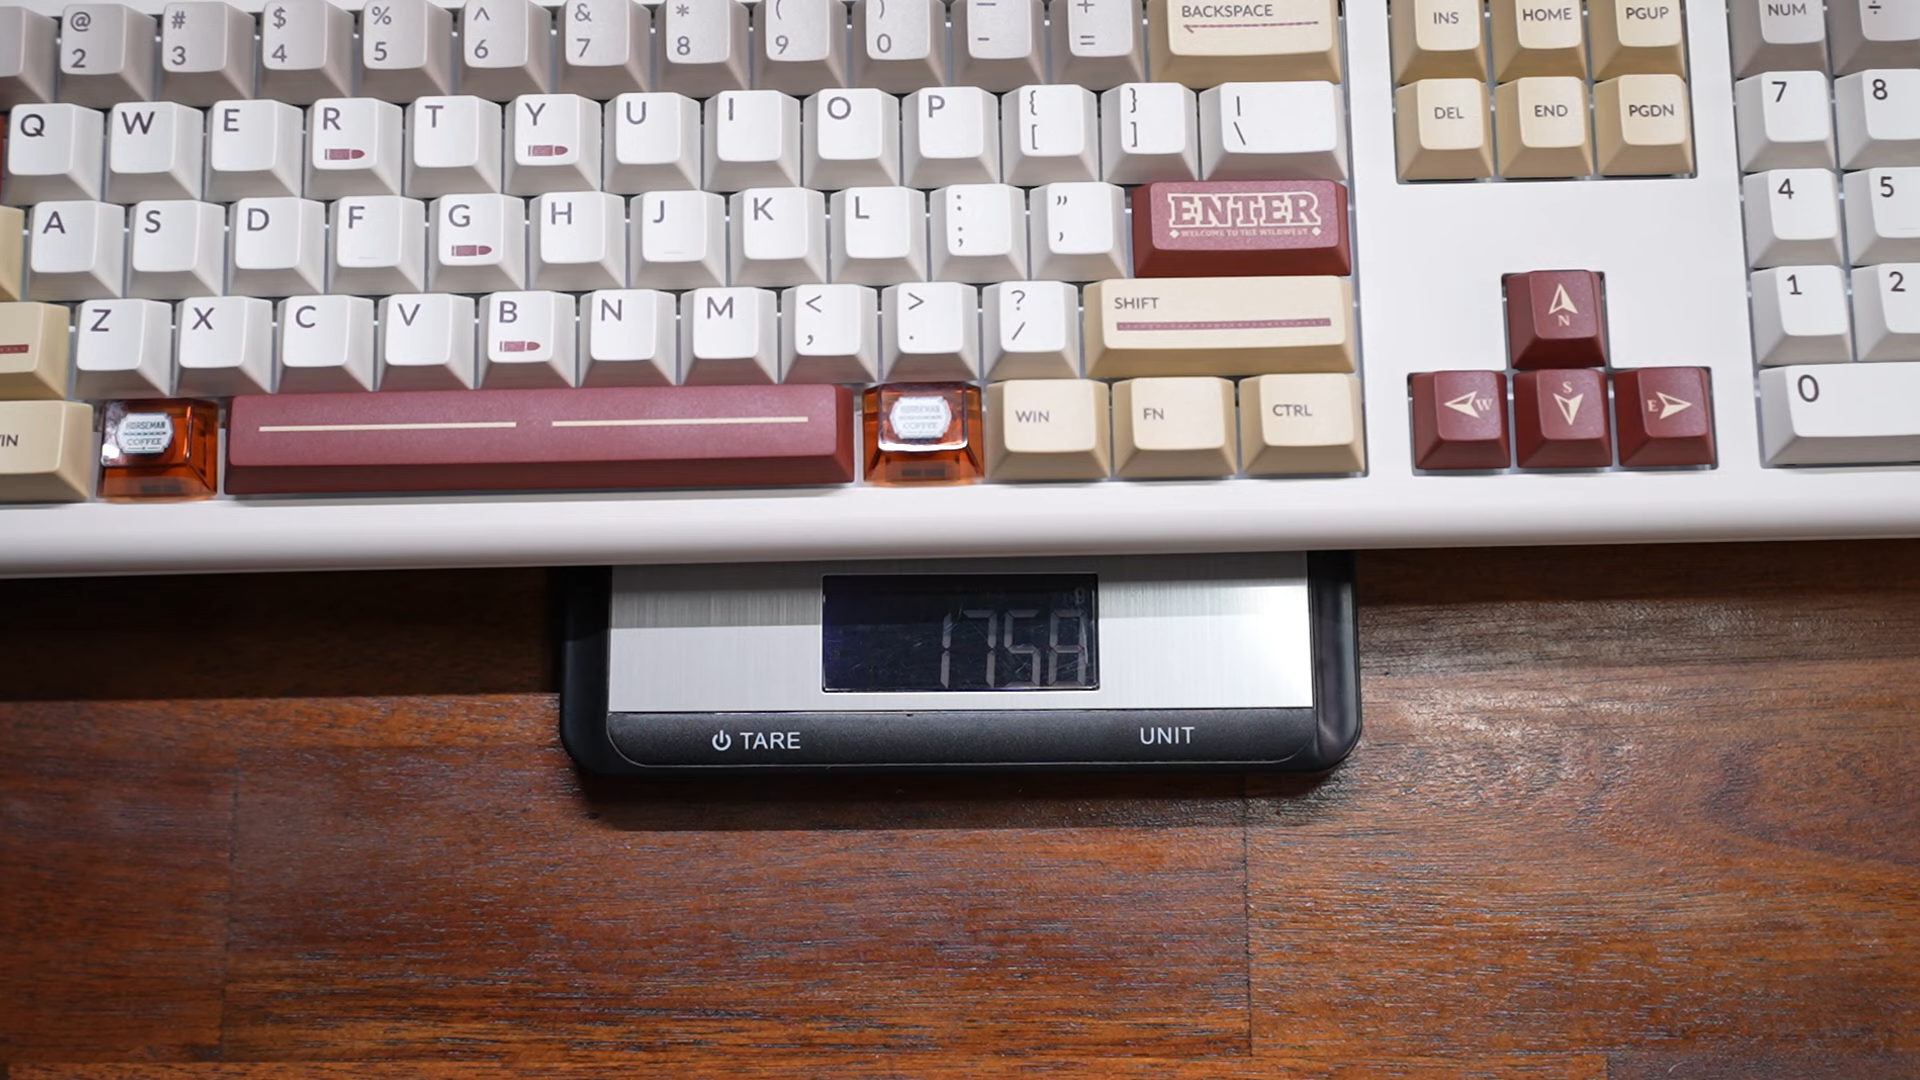 @ # $ % ^ & * ( ) — + BACKSPACE INS HOME PGUP NUM ÷
2 3 4 5 6 7 8 9 0 - =
Q W E R T Y U I O P { } | DEL END PGDN 7 8
[ ] \
A S D F G H J K L : " ENTER 4 5
; , WELCOME TO THE WILDWEST
Z X C V B N M < > ? SHIFT N 1 2
, . /
IN HORSEMAN COFFEE HORSEMAN COFFEE WIN FN CTRL W S E 0
1758
TARE UNIT